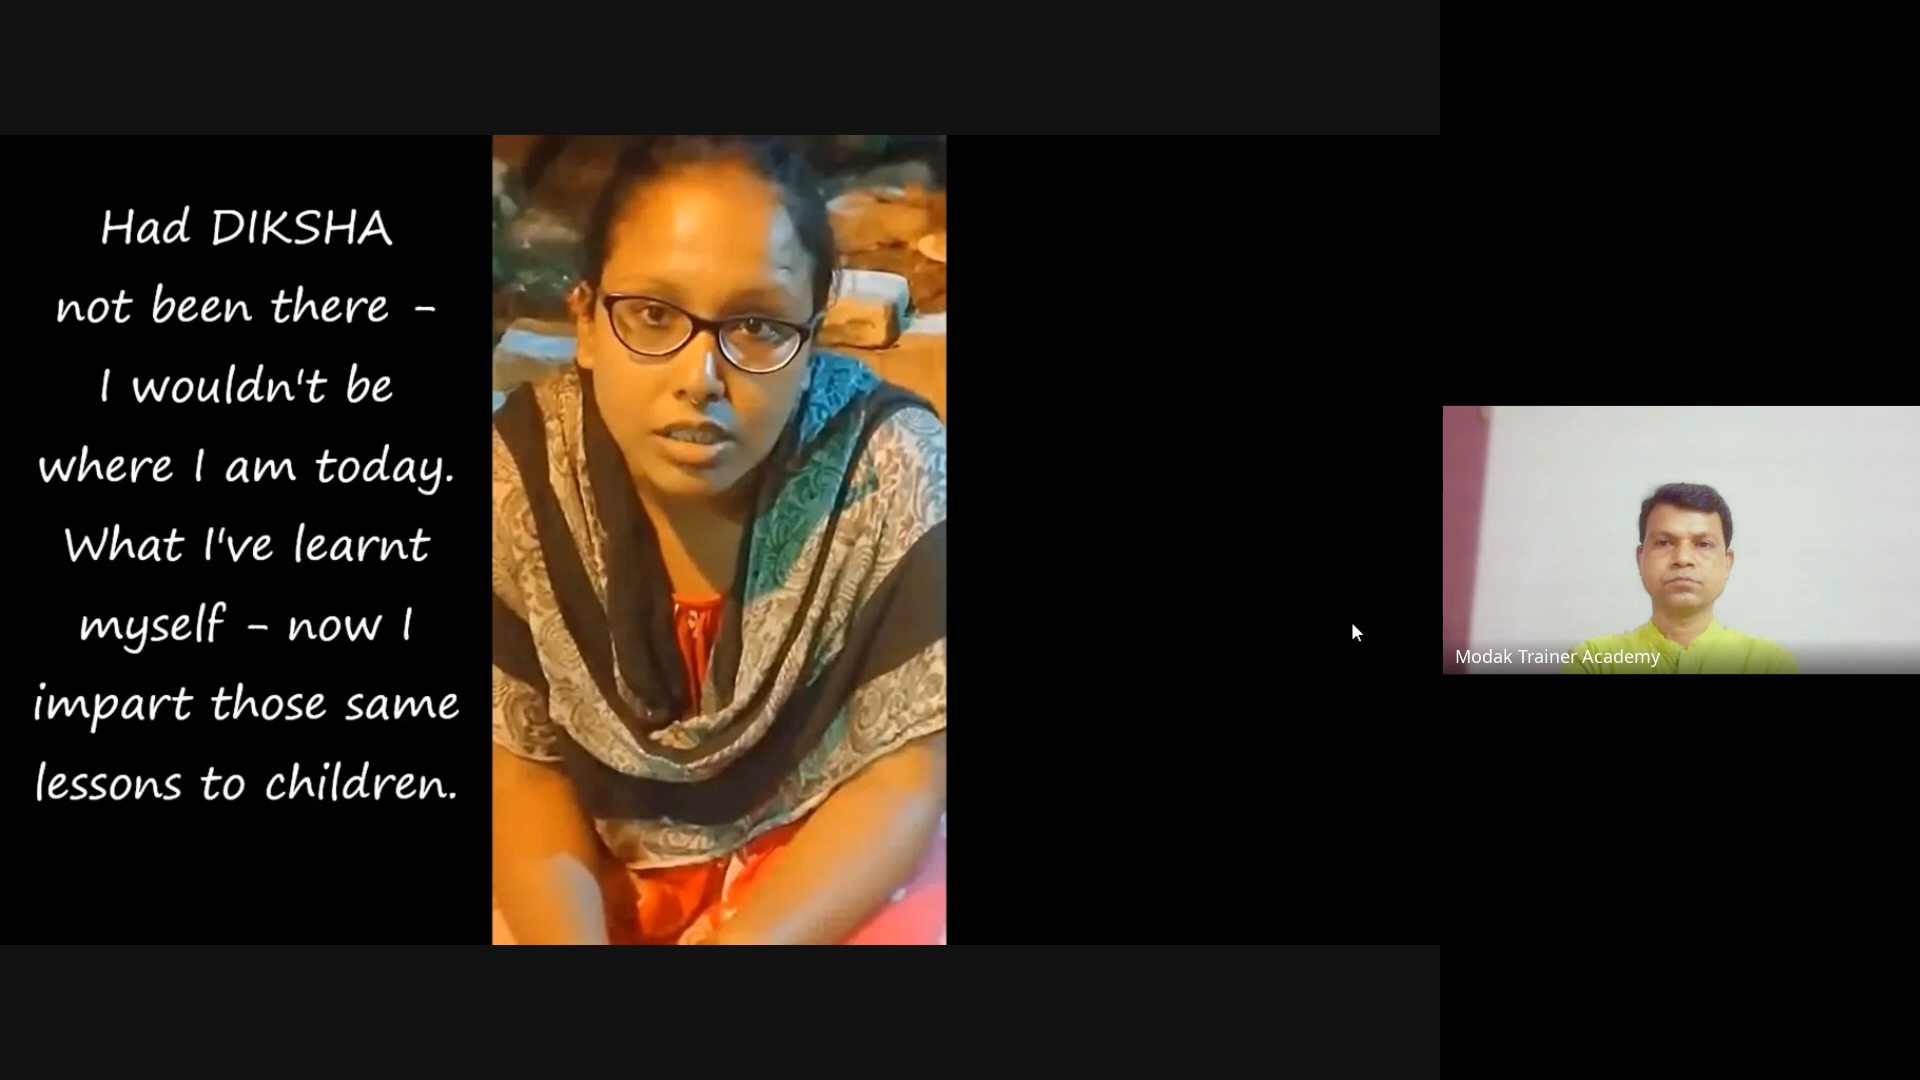 Had DIKSHA
not been there -
I wouldn't be
where I am today.
What I've learnt
myself - now I
impart those same
lessons to children.
Modak Trainer Academy